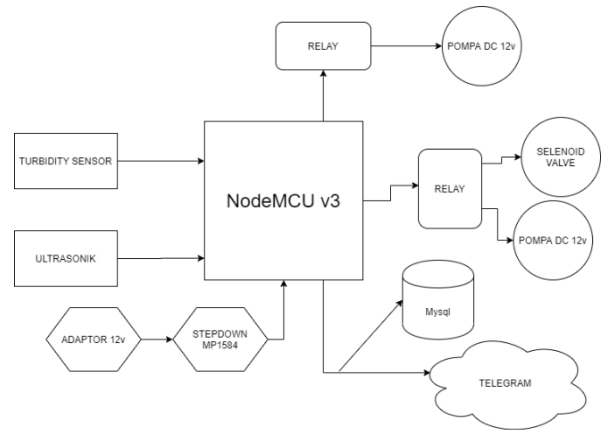 RELAY
POMPA DC 12v
TURBIDITY SENSOR
NodeMCU v3
RELAY
SELENOID
VALVE
POMPA DC 12v
ULTRASONIK
ADAPTOR 12v
STEPDOWN
MP1584
Mysql
TELEGRAM